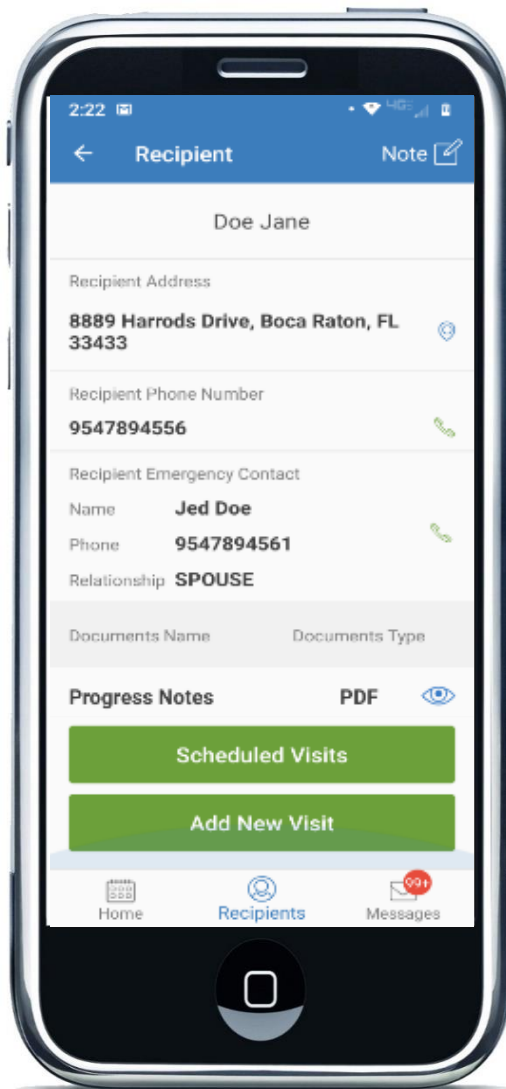 2:22 4GE
Recipient Note
Doe Jane
Recipient Address
8889 Harrods Drive, Boca Raton, FL
33433
Recipient Phone Number
9547894556
Recipient Emergency Contact
Name Jed Doe
Phone 9547894561
Relationship SPOUSE
Documents Name Documents Type
Progress Notes PDF
Scheduled Visits
Add New Visit
99+
Home Recipients Messages